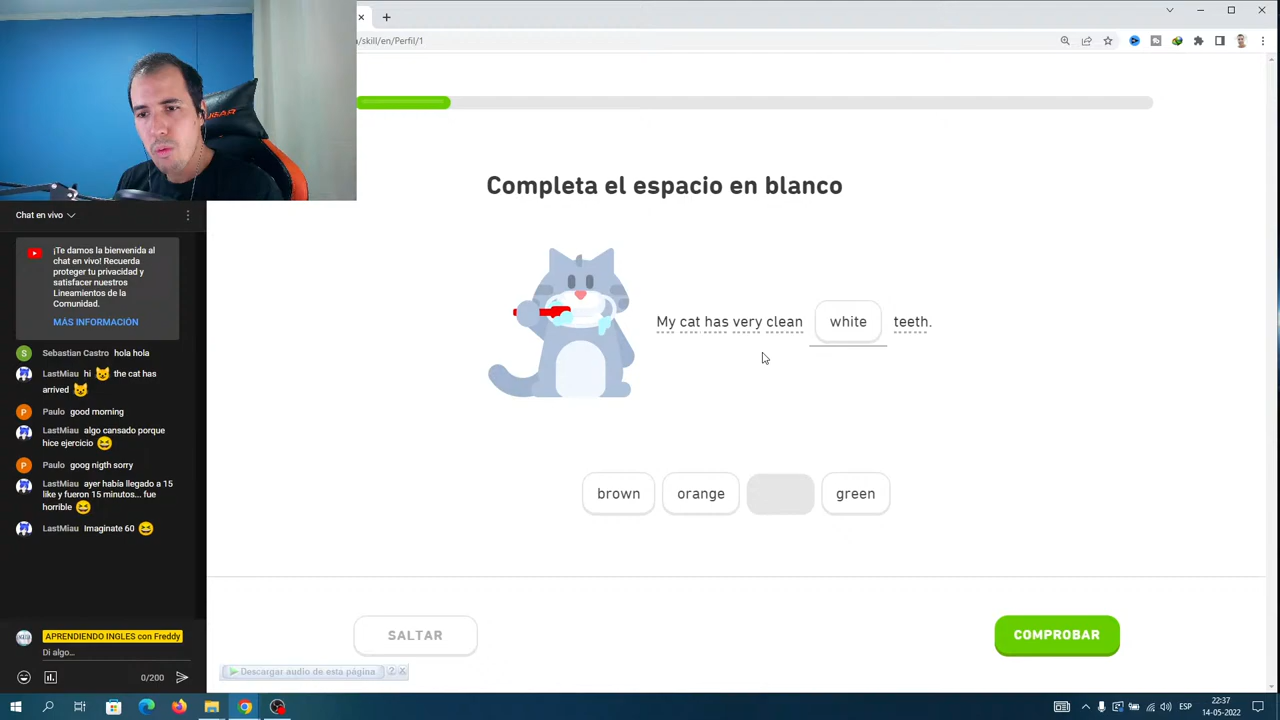 /skill/en/Perfil/1
UGAR
Completa el espacio en blanco
My cat has very clean white teeth.
brown orange green
SALTAR
COMPROBAR
Descargar audio de esta página ? X
Chat en vivo
¡Te damos la bienvenida al
chat en vivo! Recuerda
proteger tu privacidad y
satisfacer nuestros
Lineamientos de la
Comunidad.
MÁS INFORMACIÓN
S Sebastian Castro hola hola
LastMiau hi 😺 the cat has
arrived 😹
P Paulo good morning
LastMiau algo cansado porque
hice ejercicio 😆
P Paulo goog nigth sorry
LastMiau ayer había llegado a 15
like y fueron 15 minutos... fue
horrible 😆
LastMiau Imaginate 60 😆
APRENDIENDO INGLES con Freddy
Di algo...
0/200
ESP
22:37
14-05-2022